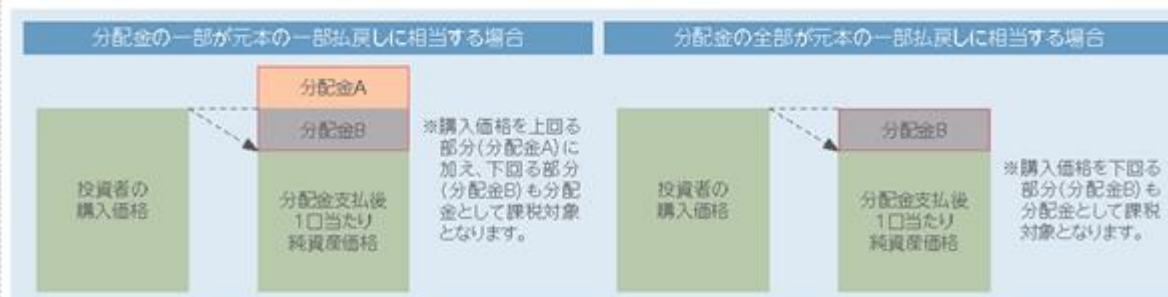 分配金の一部が元本の一部払戻しに相当する場合
分配金A
分配金B
投資者の
購入価格
分配金支払後
1口当たり
純資産価格
※購入価格を上回る
部分(分配金A)に
加え、下回る部分
(分配金B)も分配
金として課税対象
となります。
分配金の全部が元本の一部払戻しに相当する場合
分配金B
投資者の
購入価格
分配金支払後
1口当たり
純資産価格
※購入価格を下回る
部分(分配金B)も
分配金として課税
対象となります。